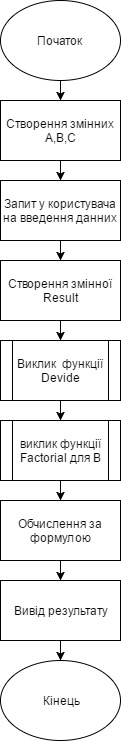 Початок
Створення змінних
A,B,C
Запит у користувача
на введення данних
Створення змінної
Result
Виклик функції
Devide
виклик функції
Factorial для B
Обчислення за
формулою
Вивід результату
Кінець